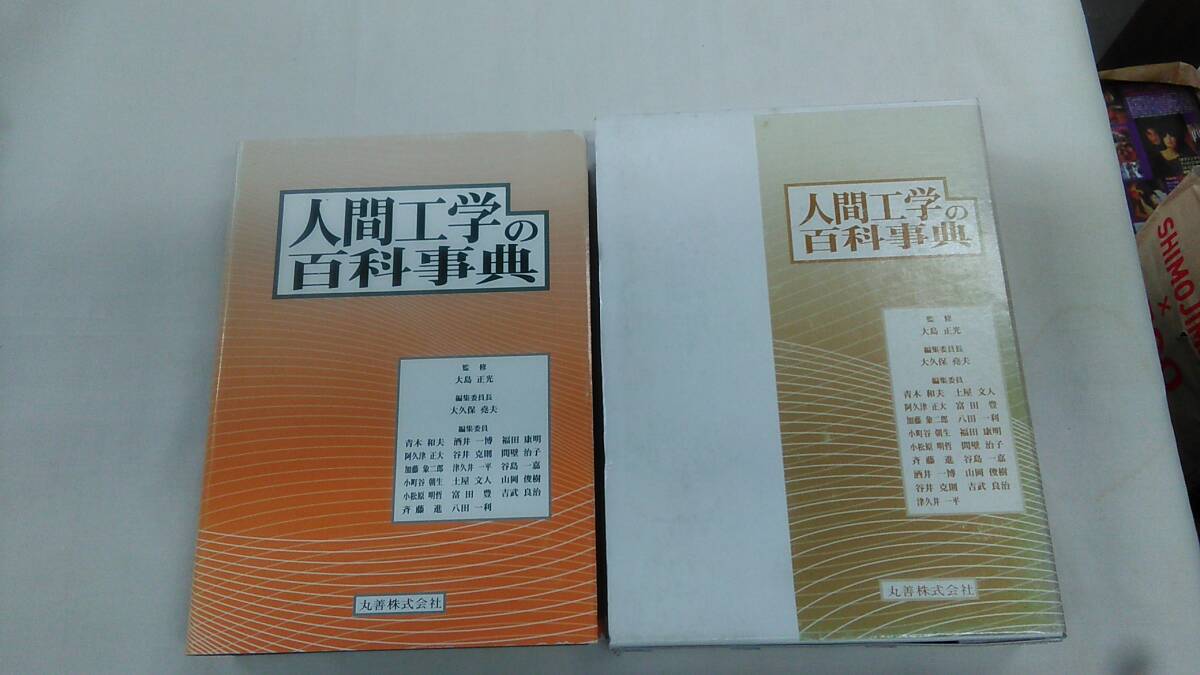 人間工学の
百科事典
監 修
大島 正光
編集委員長
大久保 堯夫
編集委員
青木 和夫 酒井 一博 福田 康明
阿久津 正大 谷井 克則 間壁 治子
加藤 象二郎 津久井 一平 谷島 一嘉
小町谷 朝生 土屋 文人 山岡 俊樹
小松原 明哲 富田 豊 吉武 良治
斉藤 進 八田 一利
丸善株式会社
人間工学の
百科事典
監 修
大島 正光
編集委員長
大久保 堯夫
編集委員
青木 和夫 土屋 文人
阿久津 正大 富田 豊
加藤 象二郎 八田 一利
小町谷 朝生 福田 康明
小松原 明哲 間壁 治子
斉藤 進 谷島 一嘉
酒井 一博 山岡 俊樹
谷井 克則 吉武 良治
津久井 一平
丸善株式会社
×